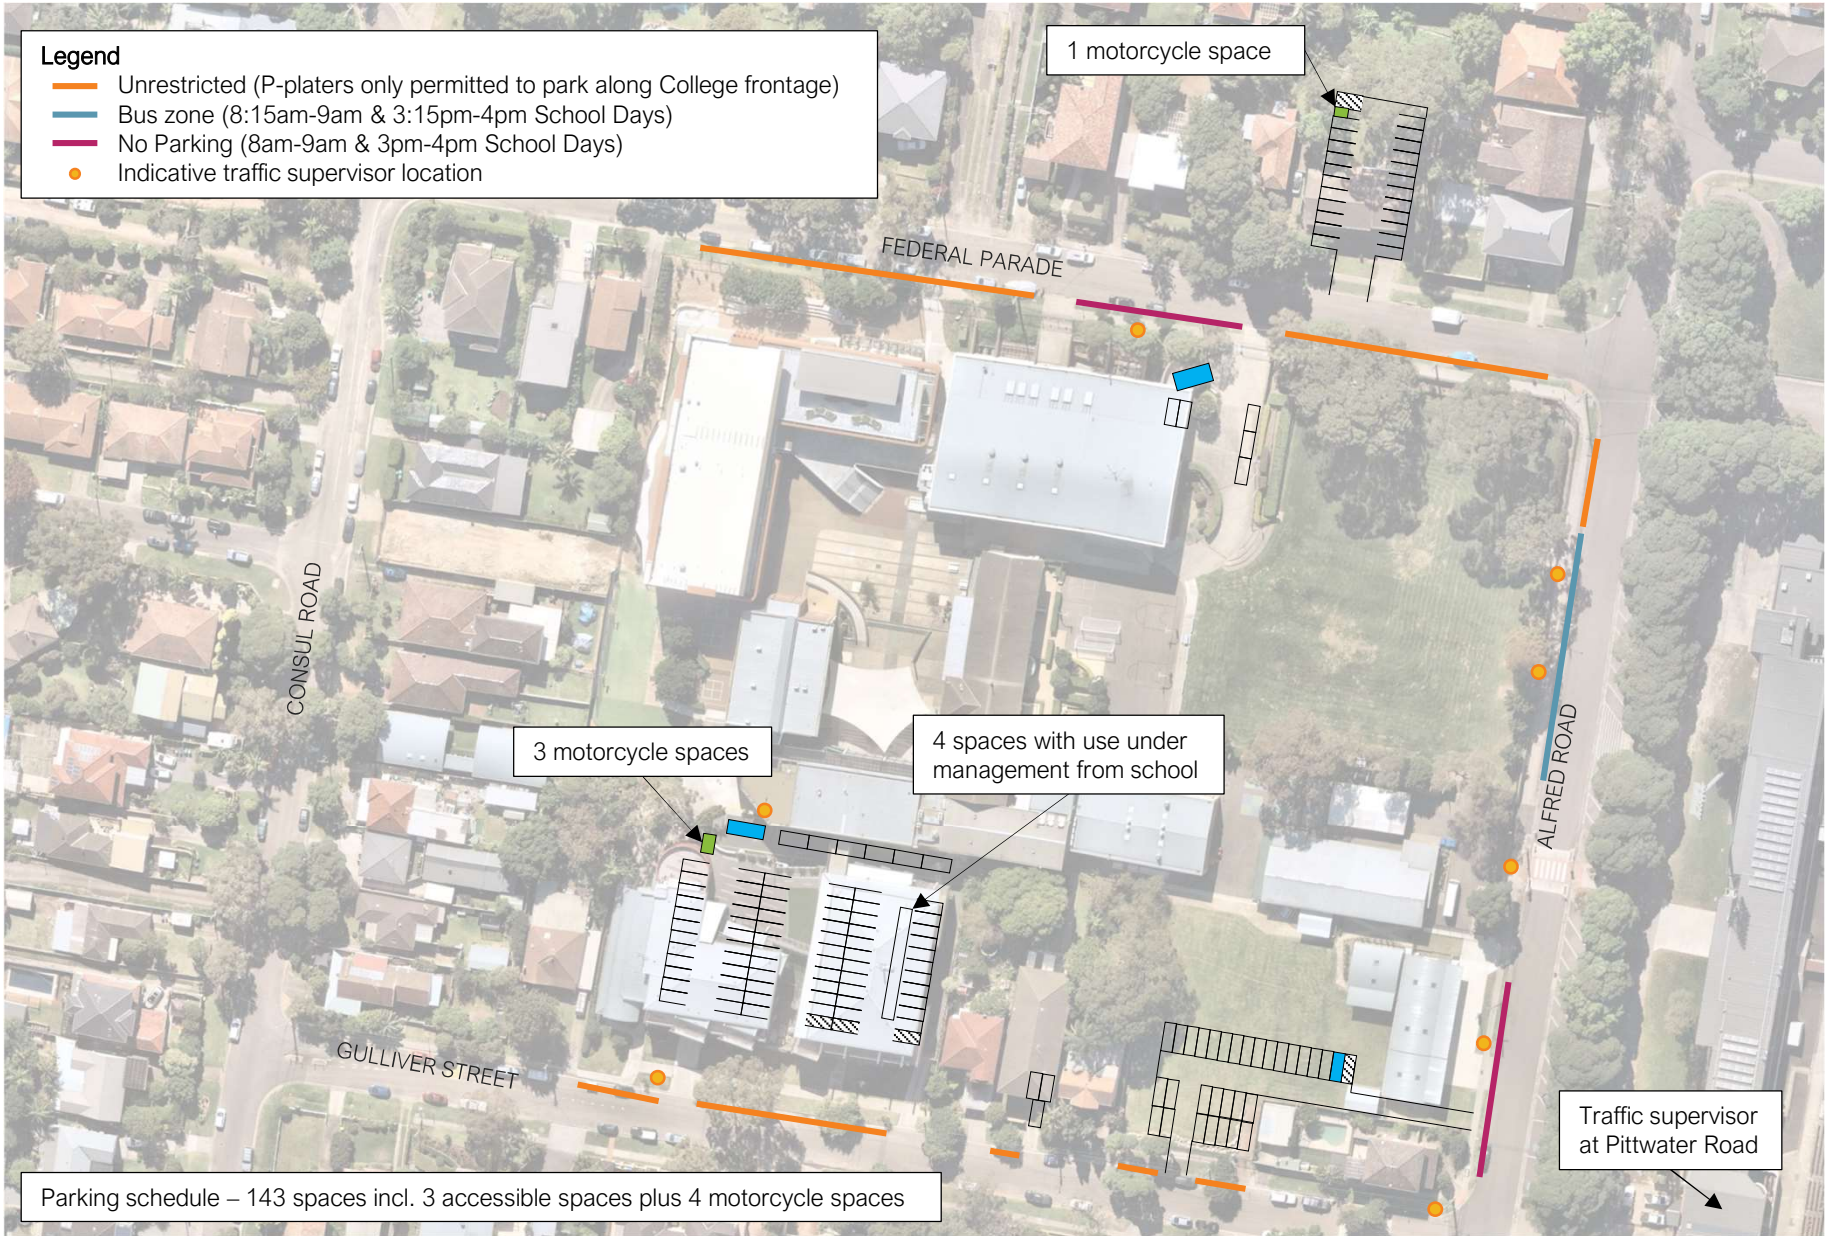 Legend
Unrestricted (P-platers only permitted to park along College frontage)
Bus zone (8:15am-9am & 3:15pm-4pm School Days)
No Parking (8am-9am & 3pm-4pm School Days)
Indicative traffic supervisor location
1 motorcycle space
FEDERAL PARADE
CONSUL ROAD
ALFRED ROAD
3 motorcycle spaces
4 spaces with use under
management from school
GULLIVER STREET
Traffic supervisor
at Pittwater Road
Parking schedule – 143 spaces incl. 3 accessible spaces plus 4 motorcycle spaces